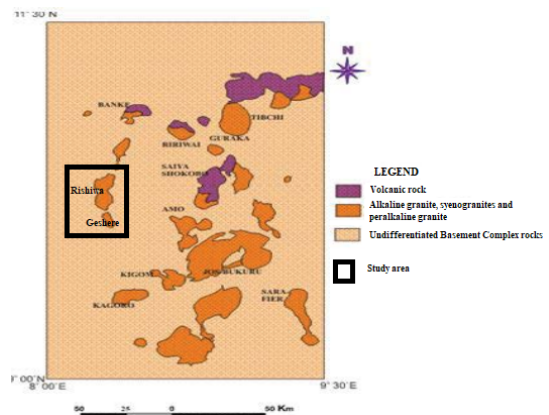 11°30'N
N
BANKE
TIBCHI
RIRIWAI
GURAKA
SAIYA
SHOKOBO
LEGEND
Volcanic rock
Rishiwa
Alkaline granite, syenogranites and
peralkaline granite
AMO
Geshere
Undifferentiated Basement Complex rocks
KIGOM
JOS-BUKURU
Study area
KAGORO
SARA
FIER
9°00'N
8°00'E
9°30'E
50
25
0
50 Km